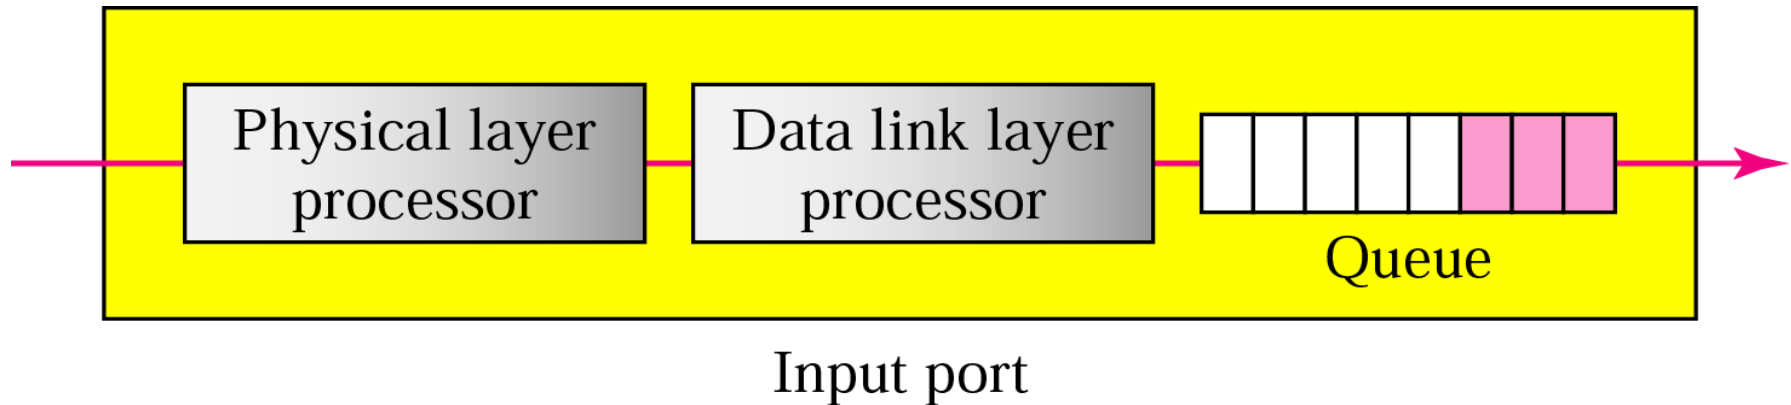 Physical layer
processor
Data link layer
processor
Queue
Input port